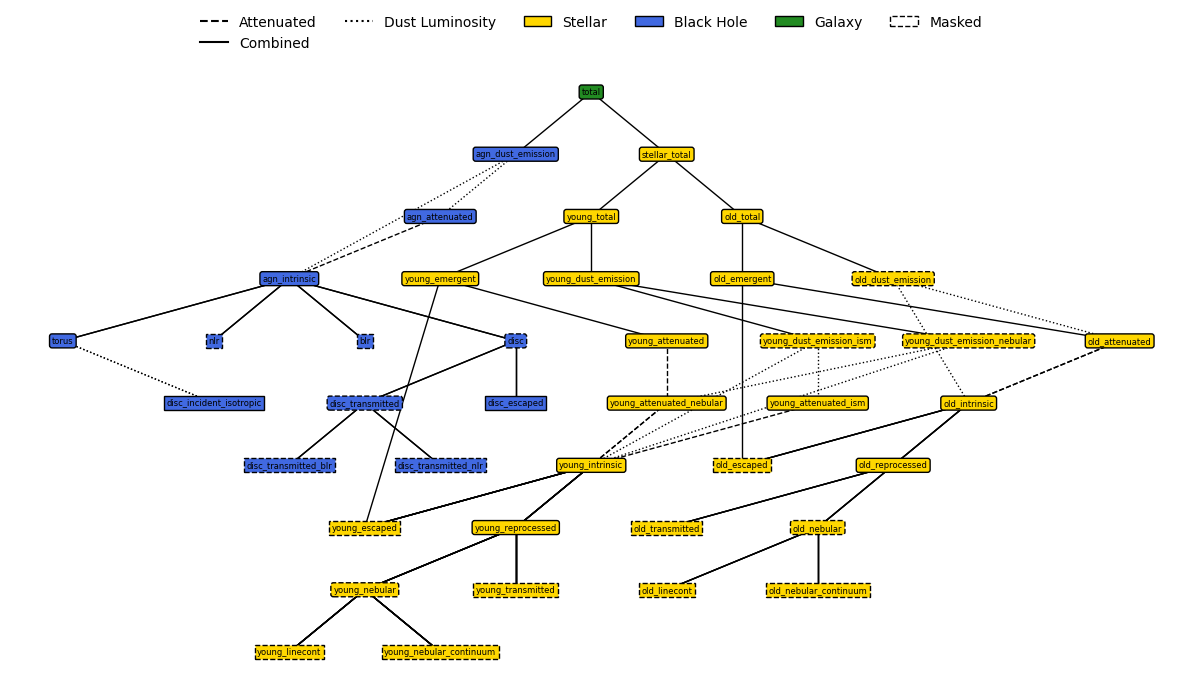 Attenuated
Dust Luminosity
Stellar
Black Hole
Galaxy
Masked
Combined
total
agn_dust_emission
stellar_total
agn_attenuated
young_total
old_total
agn_intrinsic
young_emergent
young_dust_emission
old_emergent
old_dust_emission
torus
nlr
blr
disc
young_attenuated
young_dust_emission_ism
young_dust_emission_nebular
old_attenuated
disc_incident_isotropic
disc_transmitted
disc_escaped
young_attenuated_nebular
young_attenuated_ism
old_intrinsic
disc_transmitted_blr
disc_transmitted_nlr
young_intrinsic
old_escaped
old_reprocessed
young_escaped
young_reprocessed
old_transmitted
old_nebular
young_nebular
young_transmitted
old_linecont
old_nebular_continuum
young_linecont
young_nebular_continuum